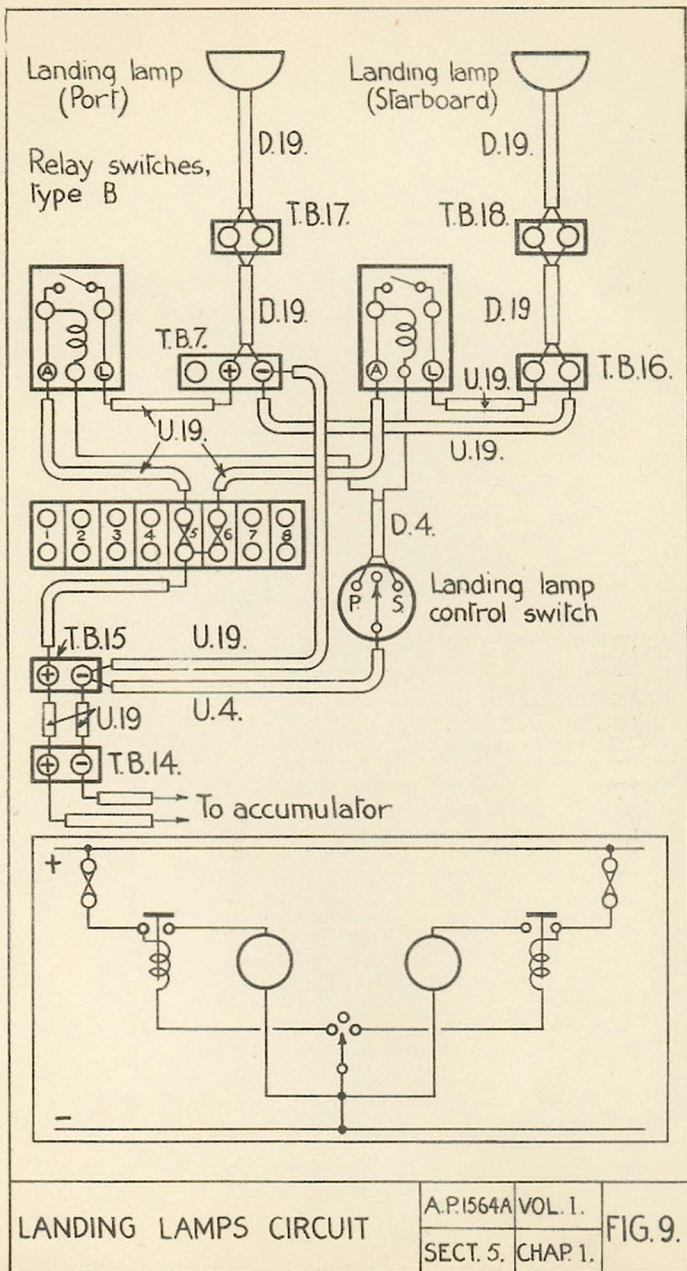 Landing lamp
(Port)
Landing lamp
(Starboard)
D.19.
D.19.
Relay switches,
type B
T.B.17.
T.B.18.
D.19.
D.19
T.B.7.
A
L
+
−
A
L
U.19.
T.B.16.
U.19.
U.19.
1
2
3
4
5
6
7
8
D.4.
P.
S.
Landing lamp
control switch
T.B.15
U.19.
+
−
U.4.
U.19
+
−
T.B.14.
To accumulator
+
−
LANDING LAMPS CIRCUIT
A.P.1564A
VOL. 1.
SECT. 5.
CHAP. 1.
FIG. 9.